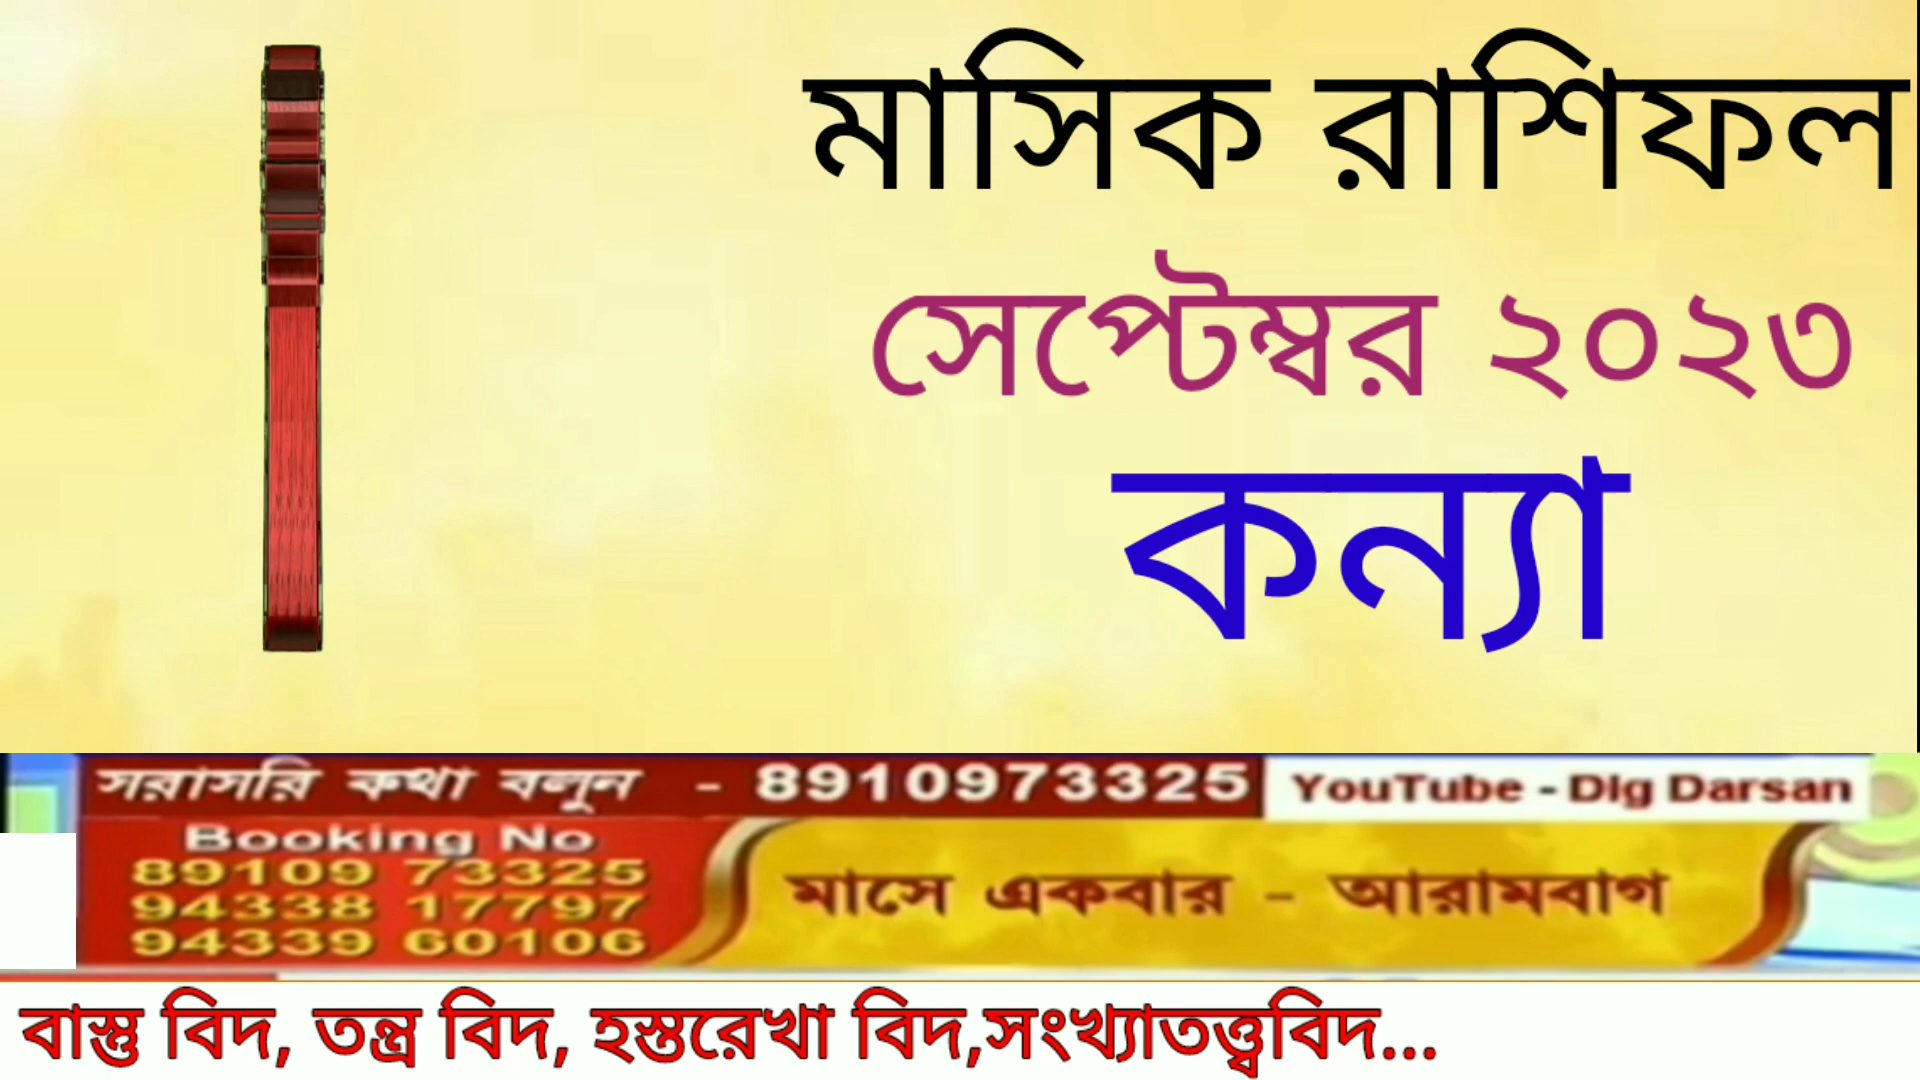 মাসিক রাশিফল
সেপ্টেম্বর ২০২৩
কন্যা
সরাসরি কথা বলুন - 8910973325
YouTube - Dig Darsan
Booking No
89109 73325
94338 17797
94339 60106
মাসে একবার - আরামবাগ
বাস্তু বিদ, তন্ত্র বিদ, হস্তরেখা বিদ,সংখ্যাতত্ত্ববিদ...